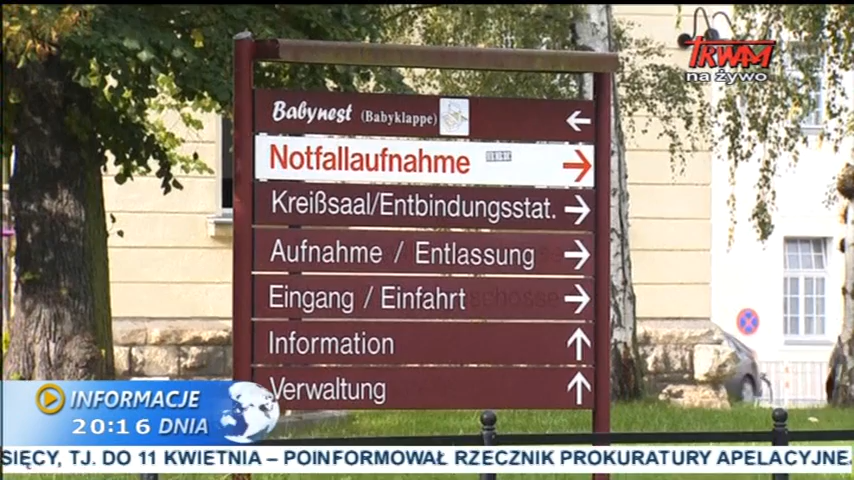 TRWAM
na żywo
Babynest (Babyklappe) ←
Notfallaufnahme →
Kreißsaal/Entbindungsstat. →
Aufnahme / Entlassung →
Eingang / Einfahrt →
Information ↑
Verwaltung ↑
INFORMACJE
20:16 DNIA
SIĘCY, TJ. DO 11 KWIETNIA – POINFORMOWAŁ RZECZNIK PROKURATURY APELACYJNE